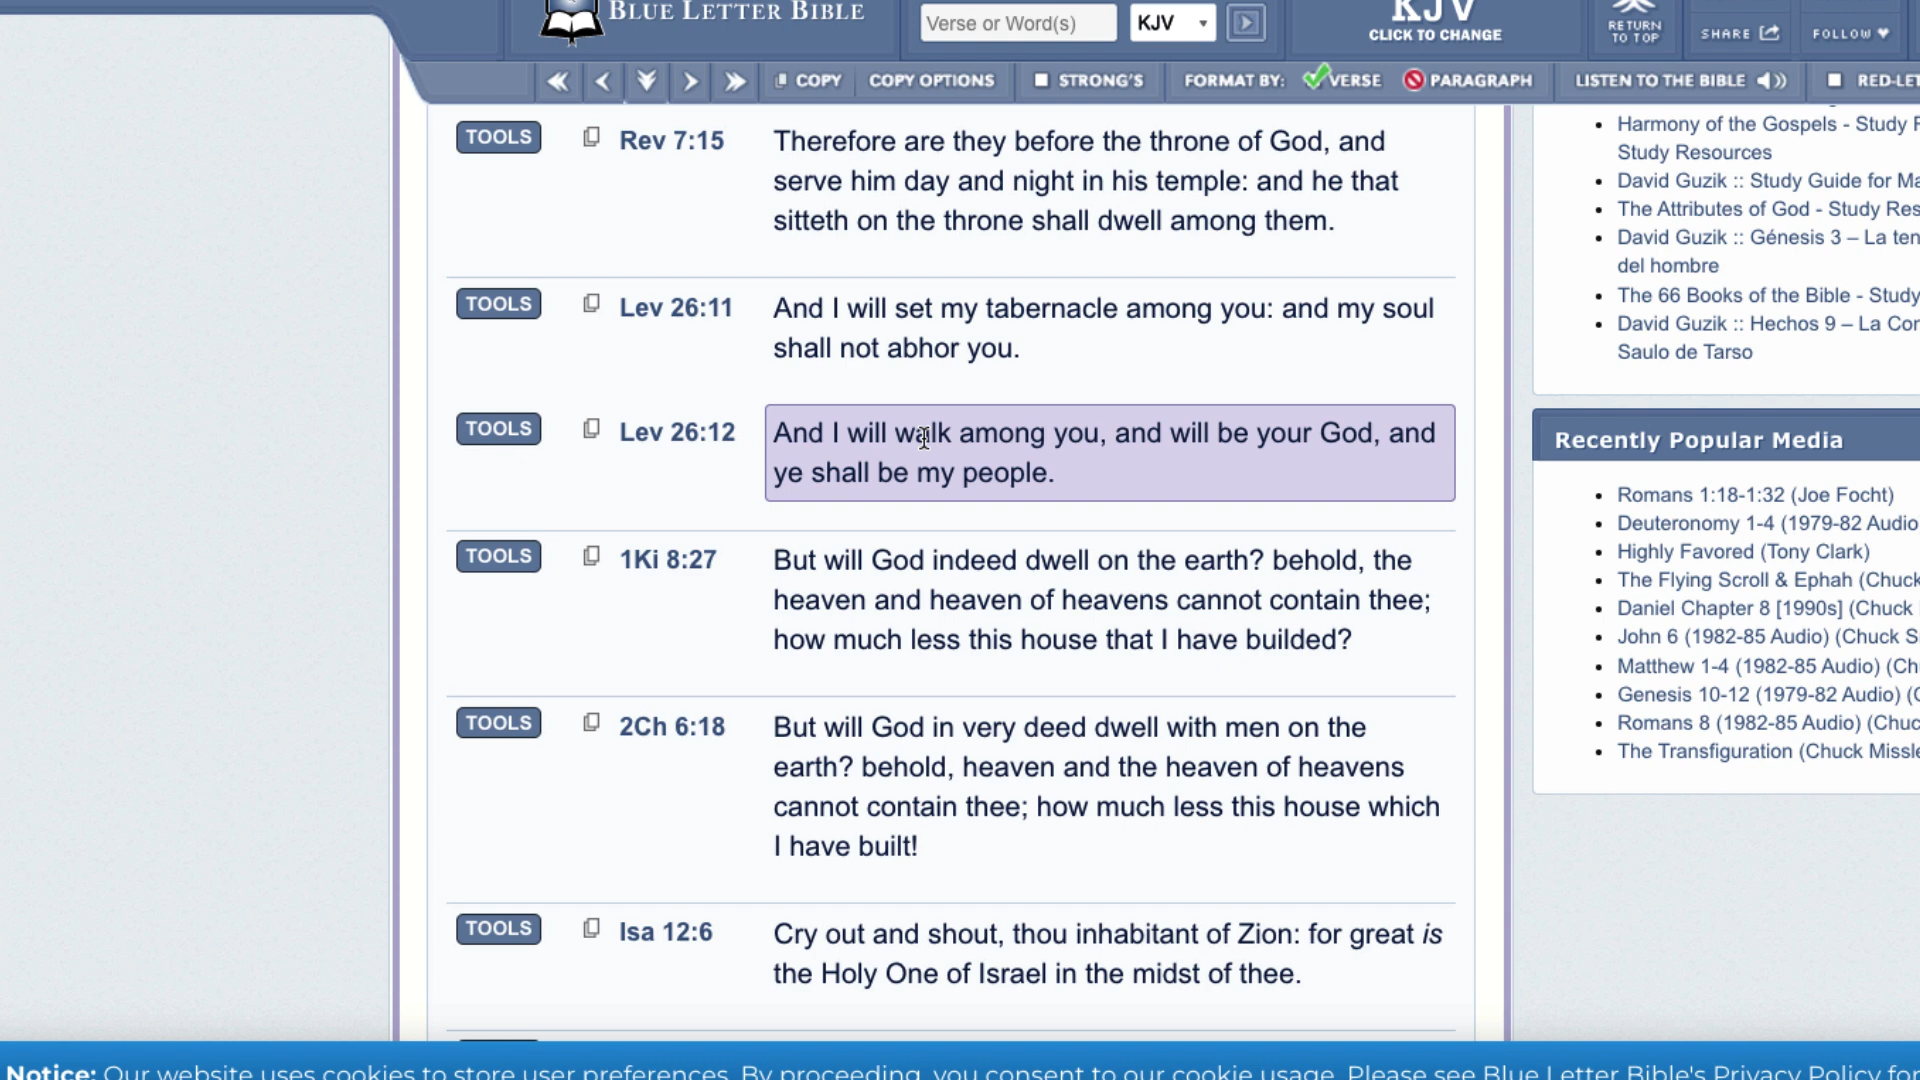 BLUE LETTER BIBLE
Verse or Word(s)
KJV
KJV
CLICK TO CHANGE
RETURN
TO TOP
SHARE
FOLLOW
COPY
COPY OPTIONS
STRONG'S
FORMAT BY:
VERSE
PARAGRAPH
LISTEN TO THE BIBLE
RED-LET
TOOLS
Rev 7:15
Therefore are they before the throne of God, and
serve him day and night in his temple: and he that
sitteth on the throne shall dwell among them.
TOOLS
Lev 26:11
And I will set my tabernacle among you: and my soul
shall not abhor you.
TOOLS
Lev 26:12
And I will walk among you, and will be your God, and
ye shall be my people.
TOOLS
1Ki 8:27
But will God indeed dwell on the earth? behold, the
heaven and heaven of heavens cannot contain thee;
how much less this house that I have builded?
TOOLS
2Ch 6:18
But will God in very deed dwell with men on the
earth? behold, heaven and the heaven of heavens
cannot contain thee; how much less this house which
I have built!
TOOLS
Isa 12:6
Cry out and shout, thou inhabitant of Zion: for great is
the Holy One of Israel in the midst of thee.
Harmony of the Gospels - Study
Study Resources
David Guzik :: Study Guide for Ma
The Attributes of God - Study Res
David Guzik :: Génesis 3 – La ten
del hombre
The 66 Books of the Bible - Study
David Guzik :: Hechos 9 – La Con
Saulo de Tarso
Recently Popular Media
Romans 1:18-1:32 (Joe Focht)
Deuteronomy 1-4 (1979-82 Audio
Highly Favored (Tony Clark)
The Flying Scroll & Ephah (Chuck
Daniel Chapter 8 [1990s] (Chuck
John 6 (1982-85 Audio) (Chuck S
Matthew 1-4 (1982-85 Audio) (Ch
Genesis 10-12 (1979-82 Audio) (C
Romans 8 (1982-85 Audio) (Chuc
The Transfiguration (Chuck Missle
Notice: Our website uses cookies to store user preferences. By proceeding, you consent to our cookie usage. Please see Blue Letter Bible's Privacy Policy for